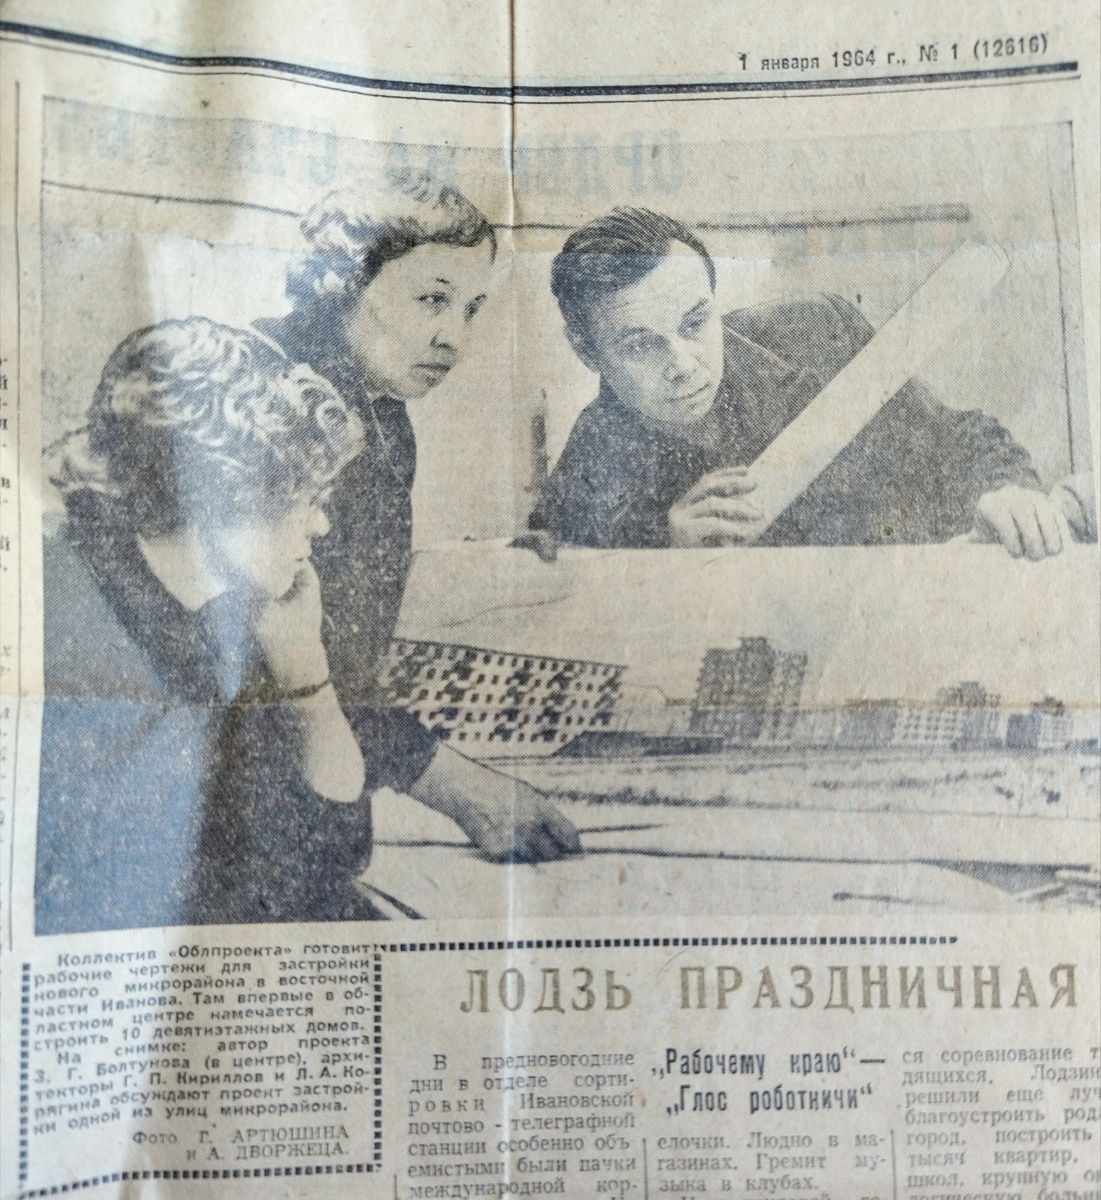 1 января 1964 г., № 1 (12616)
Коллектив «Облпроекта» готовит
рабочие чертежи для застройки
нового микрорайона в восточной
части Иванова. Там впервые в об-
ластном центре намечается по-
строить 10 девятиэтажных домов.
На снимке: автор проекта
З. Г. Болтунова (в центре), архи-
текторы Г. П. Кириллов и Л. А. Ко-
рягина обсуждают проект застрой-
ки одной из улиц микрорайона.
Фото Г. АРТЮШИНА
и А. ДВОРЖЕЦА.
ЛОДЗЬ ПРАЗДНИЧНАЯ
В предновогодние
дни в отделе сорти-
ровки Ивановской
почтово-телеграфной
станции особенно объ-
емистыми были пачки
международной кор-
„Рабочему краю“—
„Глос роботничи“
елочки. Людно в ма-
газинах. Гремит му-
зыка в клубах.
ся соревнование
дящихся. Лодзин
решили еще луч
благоустроить род
город, построить
тысяч квартир,
школ, крупную